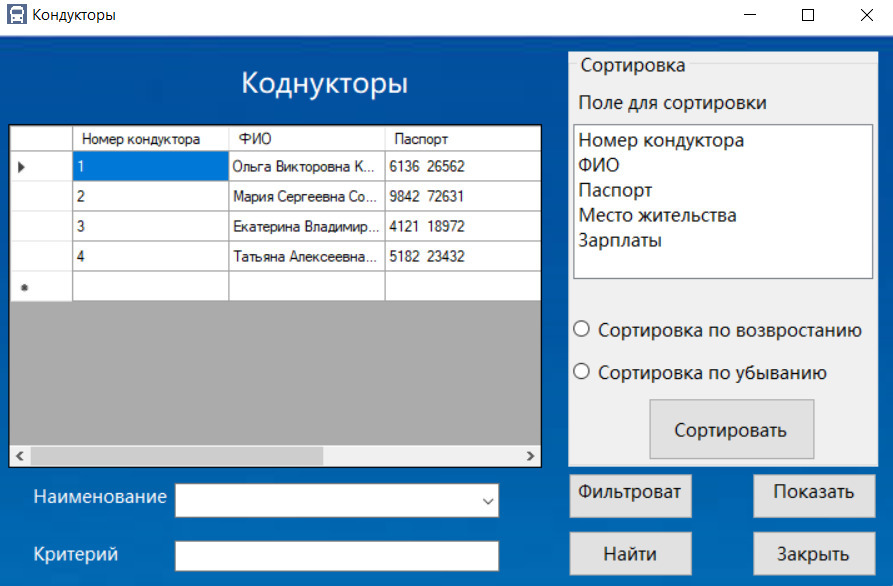 Кондукторы
Коднукторы
Номер кондуктора ФИО Паспорт
1 Ольга Викторовна К... 6136 26562
2 Мария Сергеевна Со... 9842 72631
3 Екатерина Владимир... 4121 18972
4 Татьяна Алексеевна... 5182 23432
Сортировка
Поле для сортировки
Номер кондуктора
ФИО
Паспорт
Место жительства
Зарплаты
Сортировка по возвростанию
Сортировка по убыванию
Сортировать
Наименование
Критерий
Фильтроват
Показать
Найти
Закрыть